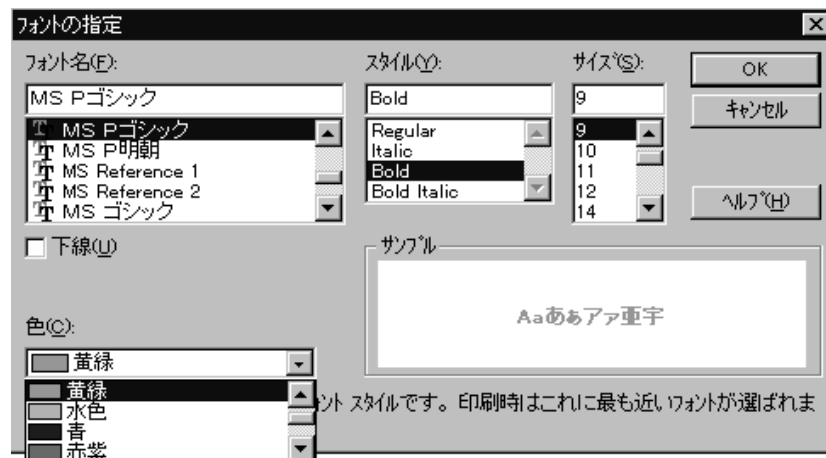 フォントの指定
フォント名(F):
MS Pゴシック
MS Pゴシック
MS P明朝
MS Reference 1
MS Reference 2
MS ゴシック
スタイル(Y):
Bold
Regular
Italic
Bold
Bold Italic
サイズ(S):
9
9
10
11
12
14
OK
キャンセル
ヘルプ(H)
下線(U)
サンプル
Aaあぁアァ亜宇
色(C):
黄緑
黄緑
水色
青
赤紫
ント スタイルです。印刷時はこれに最も近いフォントが選ばれま